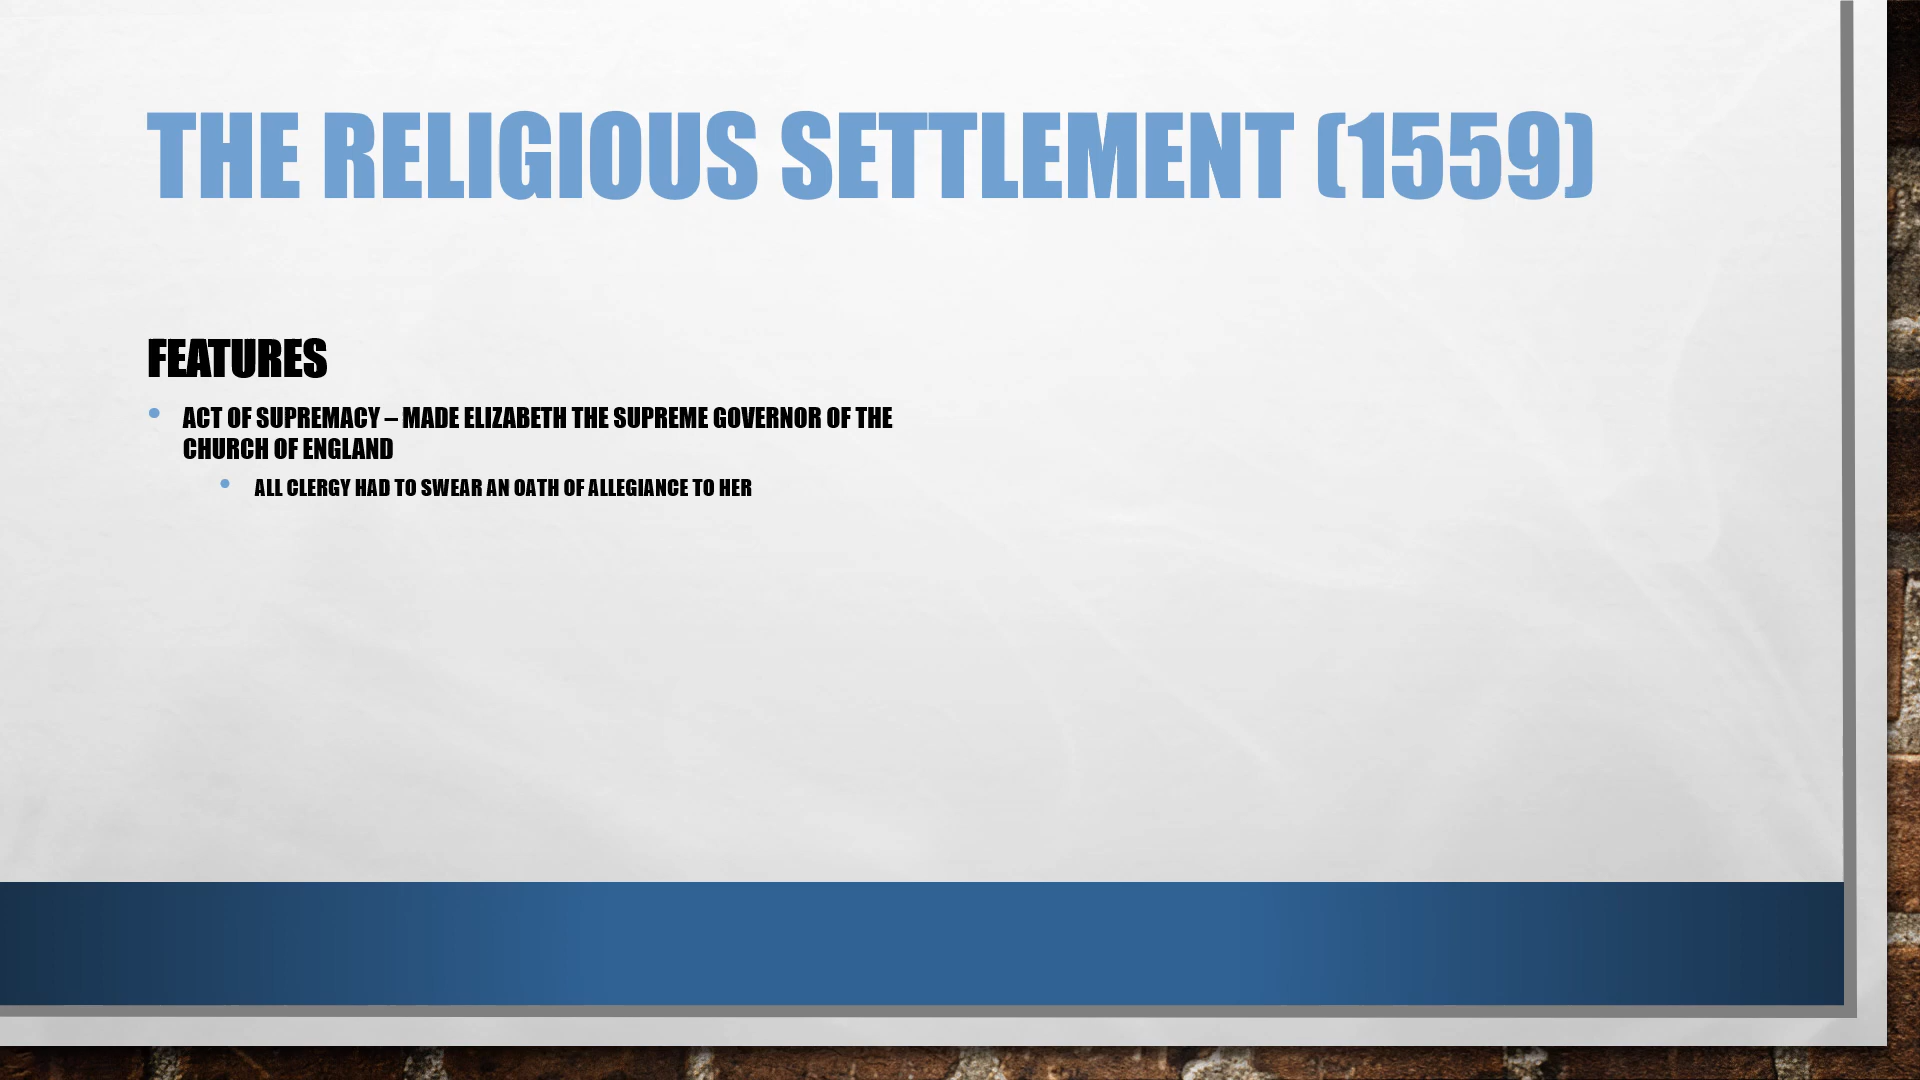 THE RELIGIOUS SETTLEMENT (1559)
FEATURES
• ACT OF SUPREMACY – MADE ELIZABETH THE SUPREME GOVERNOR OF THE
CHURCH OF ENGLAND
• ALL CLERGY HAD TO SWEAR AN OATH OF ALLEGIANCE TO HER